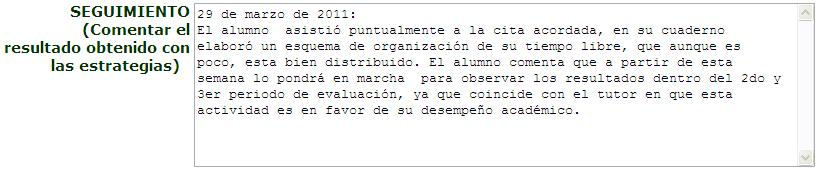 SEGUIMIENTO
(Comentar el
resultado obtenido con
las estrategias)
29 de marzo de 2011:
El alumno  asistió puntualmente a la cita acordada, en su cuaderno
elaboró un esquema de organización de su tiempo libre, que aunque es
poco, esta bien distribuido. El alumno comenta que a partir de esta
semana lo pondrá en marcha  para observar los resultados dentro del 2do y
3er periodo de evaluación, ya que coincide con el tutor en que esta
actividad es en favor de su desempeño académico.